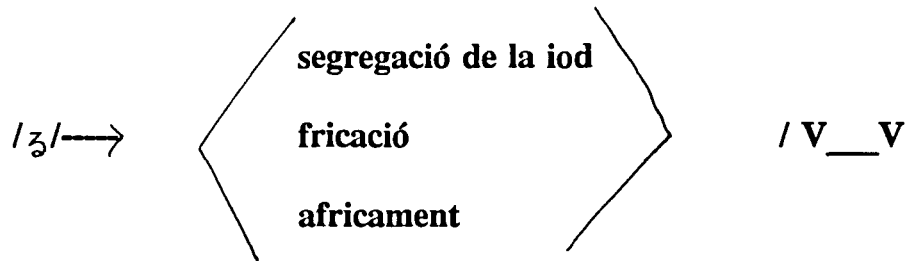 segregació de la iod
/ʒ/⟶ fricació / V__V
africament